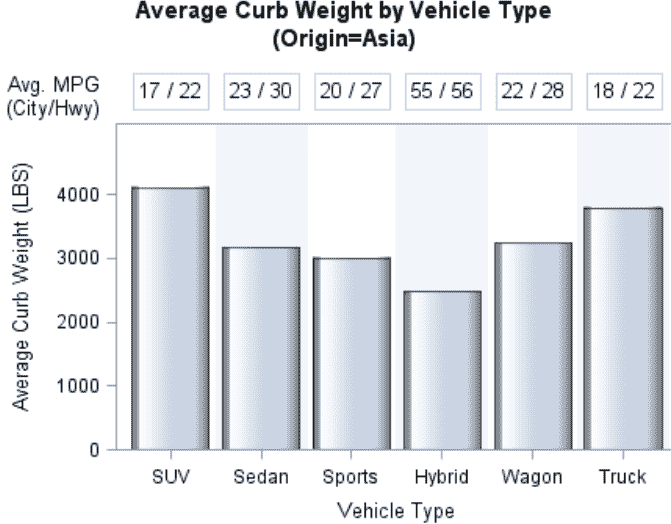 Average Curb Weight by Vehicle Type
(Origin=Asia)
Avg. MPG
(City/Hwy)
17 / 22
23 / 30
20 / 27
55 / 56
22 / 28
18 / 22
Average Curb Weight (LBS)
4000
3000
2000
1000
0
SUV
Sedan
Sports
Hybrid
Wagon
Truck
Vehicle Type